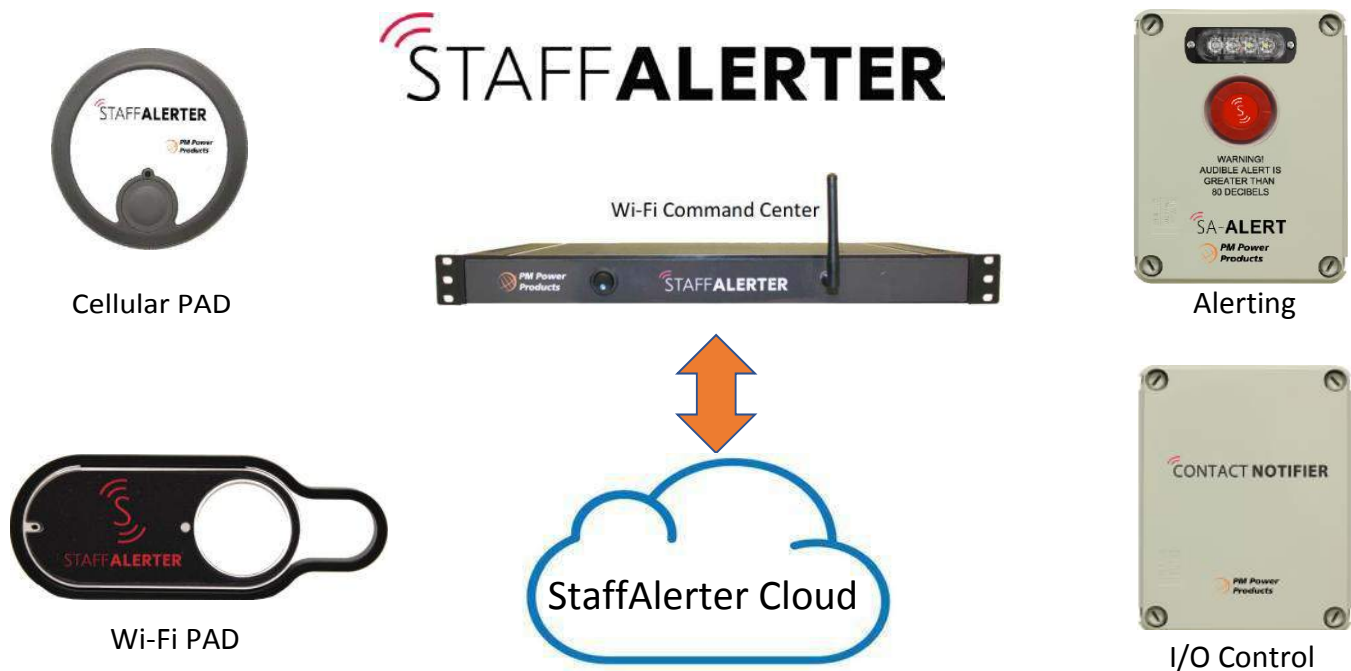 STAFFALERTER
STAFFALERTER
PM Power
Products
Cellular PAD
Wi-Fi Command Center
PM Power
Products
STAFFALERTER
WARNING!
AUDIBLE ALERT IS
GREATER THAN
80 DECIBELS
SA-ALERT
PM Power
Products
Alerting
S
STAFFALERTER
Wi-Fi PAD
StaffAlerter Cloud
CONTACT NOTIFIER
PM Power
Products
I/O Control